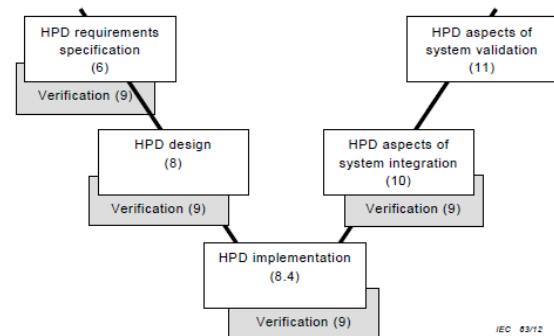 HPD requirements
specification
(6)
Verification (9)
HPD aspects of
system validation
(11)
HPD design
(8)
Verification (9)
HPD aspects of
system integration
(10)
Verification (9)
HPD implementation
(8.4)
Verification (9)
IEC 83/12